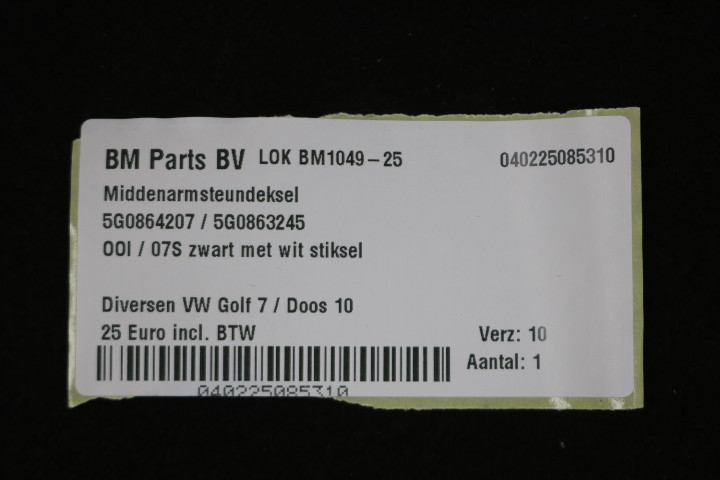 BM Parts BV LOK BM1049-25 040225085310
Middenarmsteundeksel
5G0864207 / 5G0863245
OOI / 07S zwart met wit stiksel
Diversen VW Golf 7 / Doos 10
25 Euro incl. BTW Verz: 10
Aantal: 1
040225085310